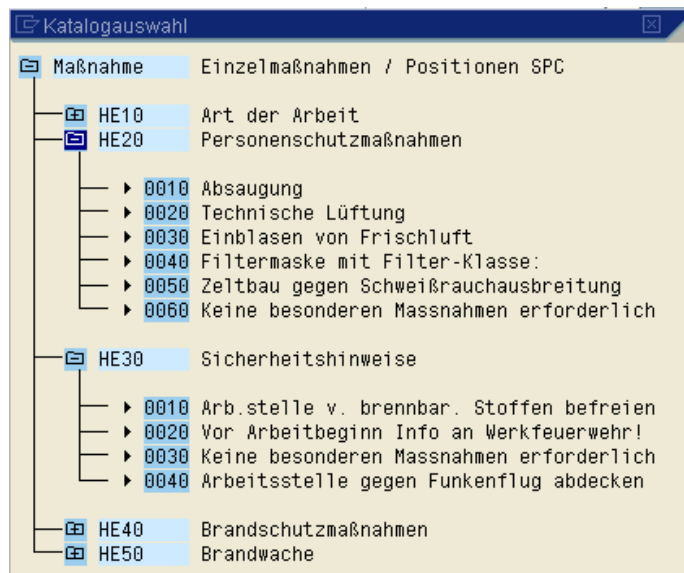 Katalogauswahl
Maßnahme Einzelmaßnahmen / Positionen SPC
HE10 Art der Arbeit
HE20 Personenschutzmaßnahmen
0010 Absaugung
0020 Technische Lüftung
0030 Einblasen von Frischluft
0040 Filtermaske mit Filter-Klasse:
0050 Zeltbau gegen Schweißrauchausbreitung
0060 Keine besonderen Massnahmen erforderlich
HE30 Sicherheitshinweise
0010 Arb.stelle v. brennbar. Stoffen befreien
0020 Vor Arbeitbeginn Info an Werkfeuerwehr!
0030 Keine besonderen Massnahmen erforderlich
0040 Arbeitsstelle gegen Funkenflug abdecken
HE40 Brandschutzmaßnahmen
HE50 Brandwache